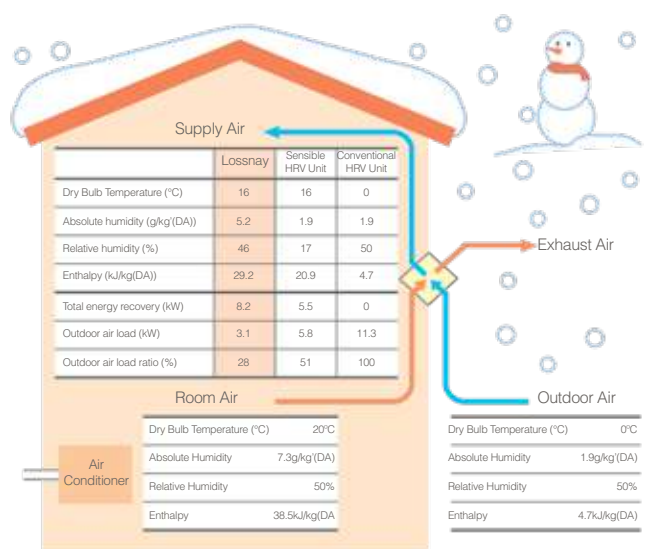 Supply Air
Lossnay Sensible HRV Unit Conventional HRV Unit
Dry Bulb Temperature (°C) 16 16 0
Absolute humidity (g/kg'(DA)) 5.2 1.9 1.9
Relative humidity (%) 46 17 50
Enthalpy (kJ/kg(DA)) 29.2 20.9 4.7
Total energy recovery (kW) 8.2 5.5 0
Outdoor air load (kW) 3.1 5.8 11.3
Outdoor air load ratio (%) 28 51 100
Exhaust Air
Room Air
Dry Bulb Temperature (°C) 20°C
Absolute Humidity 7.3g/kg'(DA)
Relative Humidity 50%
Enthalpy 38.5kJ/kg(DA
Air
Conditioner
Outdoor Air
Dry Bulb Temperature (°C) 0°C
Absolute Humidity 1.9g/kg'(DA)
Relative Humidity 50%
Enthalpy 4.7kJ/kg(DA)